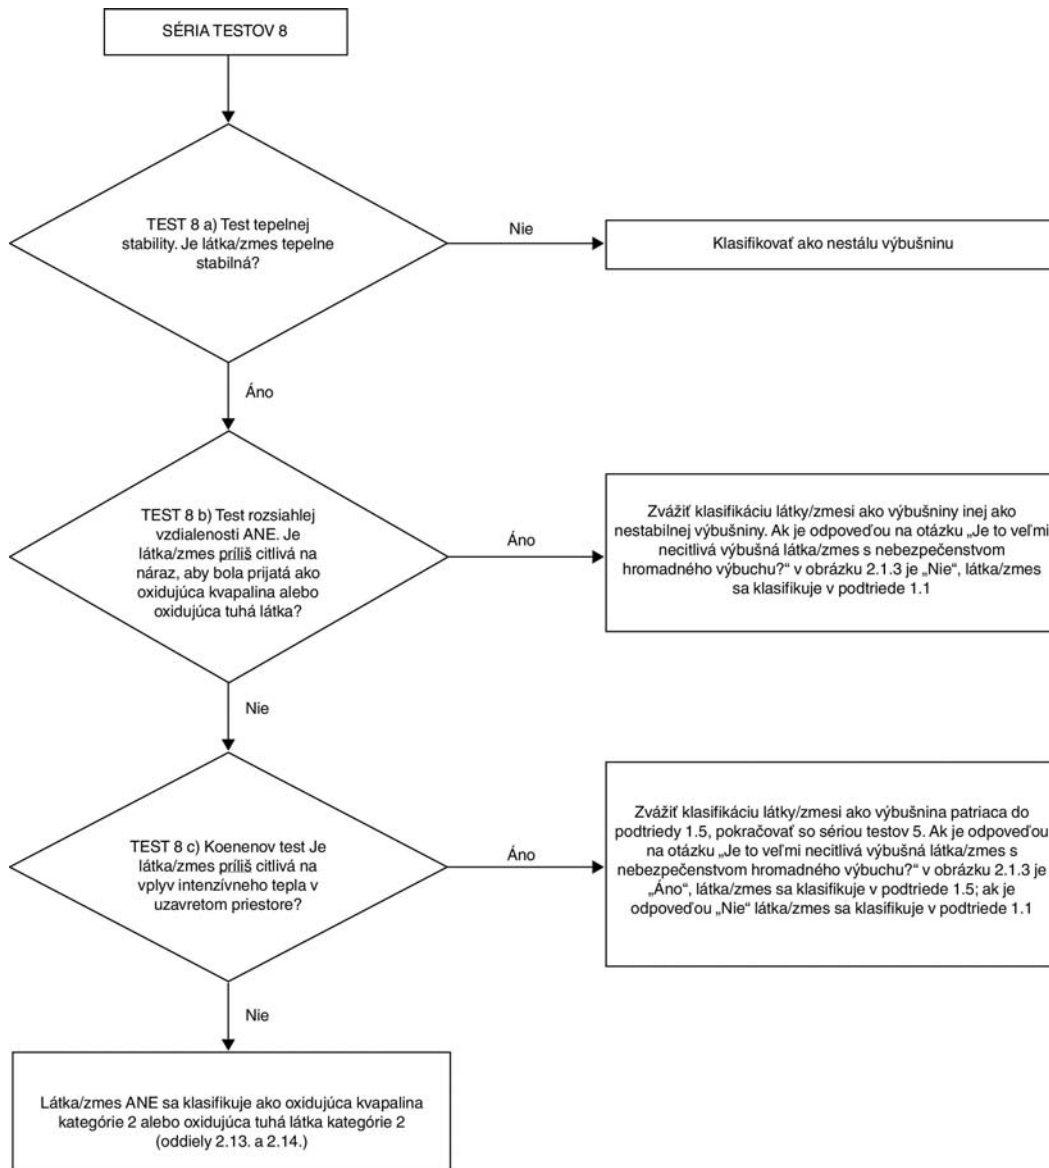 SÉRIA TESTOV 8
TEST 8 a) Test tepelnej
stability. Je látka/zmes tepelne
stabilná?
Nie
Klasifikovať ako nestálu výbušninu
Áno
TEST 8 b) Test rozsiahlej
vzdialenosti ANE. Je
látka/zmes príliš citlivá na
náraz, aby bola prijatá ako
oxidujúca kvapalina alebo
oxidujúca tuhá látka?
Áno
Zvážiť klasifikáciu látky/zmesi ako výbušniny inej ako
nestabilnej výbušniny. Ak je odpoveďou na otázku „Je to veľmi
necitlivá výbušná látka/zmes s nebezpečenstvom
hromadného výbuchu?“ v obrázku 2.1.3 je „Nie“, látka/zmes
sa klasifikuje v podtriede 1.1
Nie
TEST 8 c) Koenenov test Je
látka/zmes príliš citlivá na
vplyv intenzívneho tepla v
uzavretom priestore?
Áno
Zvážiť klasifikáciu látky/zmesi ako výbušnina patriaca do
podtriedy 1.5, pokračovať so sériou testov 5. Ak je odpoveďou
na otázku „Je to veľmi necitlivá výbušná látka/zmes s
nebezpečenstvom hromadného výbuchu?“ v obrázku 2.1.3 je
„Áno“, látka/zmes sa klasifikuje v podtriede 1.5; ak je
odpoveďou „Nie“ látka/zmes sa klasifikuje v podtriede 1.1
Nie
Látka/zmes ANE sa klasifikuje ako oxidujúca kvapalina
kategórie 2 alebo oxidujúca tuhá látka kategórie 2
(oddiely 2.13. a 2.14.)